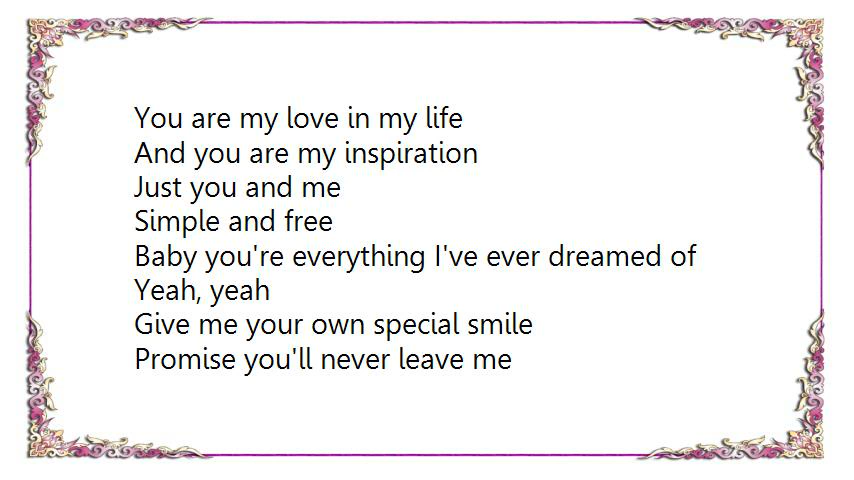 You are my love in my life
And you are my inspiration
Just you and me
Simple and free
Baby you're everything I've ever dreamed of
Yeah, yeah
Give me your own special smile
Promise you'll never leave me